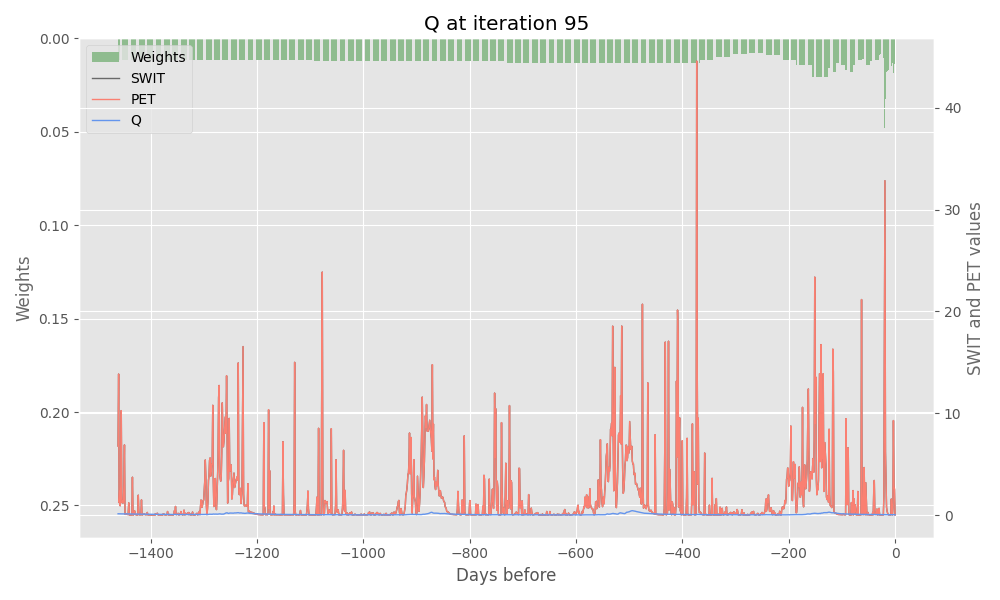 Q at iteration 95
0.00
0.05
0.10
0.15
0.20
0.25
Weights
Weights
SWIT
PET
Q
40
30
20
10
0
SWIT and PET values
−1400
−1200
−1000
−800
−600
−400
−200
0
Days before